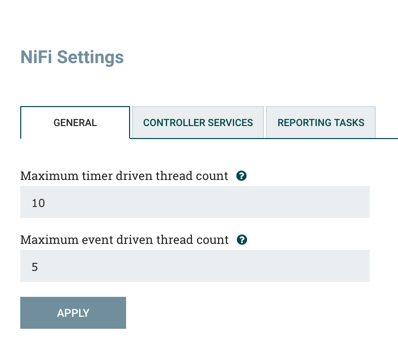 NiFi Settings
GENERAL CONTROLLER SERVICES REPORTING TASKS
Maximum timer driven thread count ?
10
Maximum event driven thread count ?
5
APPLY